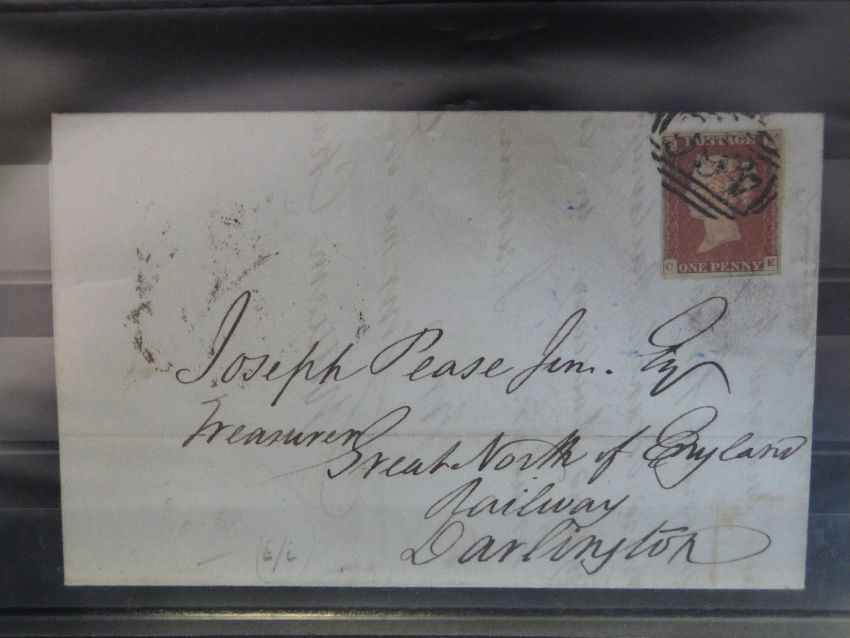 POSTAGE
C ONE PENNY E
Joseph Pease Jun. Esq
Treasurer
Great North of England
Railway
Darlington